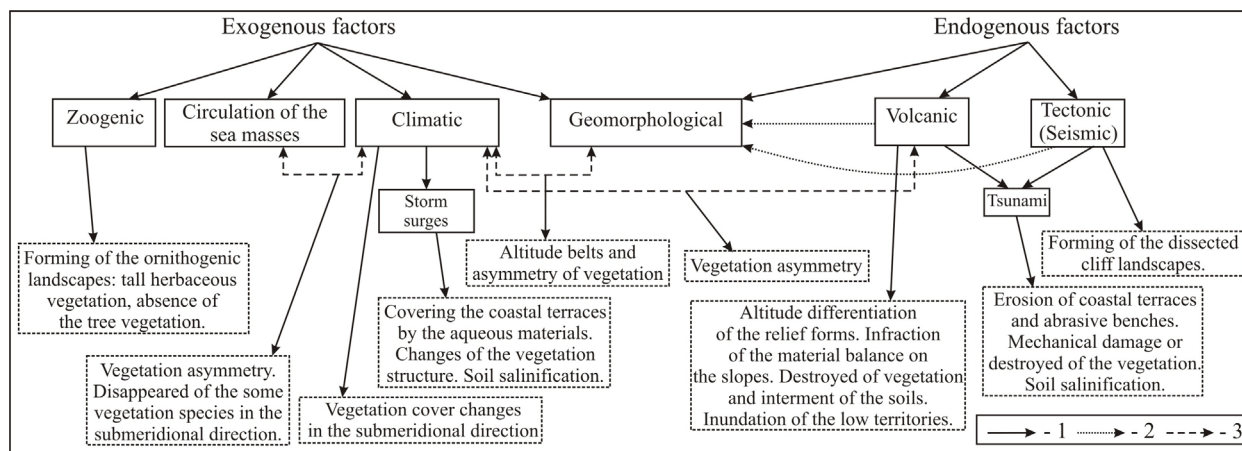 Exogenous factors
Endogenous factors
Zoogenic
Circulation of the
sea masses
Climatic
Geomorphological
Volcanic
Tectonic
(Seismic)
Storm
surges
Tsunami
Forming of the ornithogenic
landscapes: tall herbaceous
vegetation, absence of
the tree vegetation.
Altitude belts and
asymmetry of vegetation
Vegetation asymmetry
Forming of the dissected
cliff landscapes.
Vegetation asymmetry.
Disappeared of the some
vegetation species in the
submeridional direction.
Vegetation cover changes
in the submeridional direction
Covering the coastal terraces
by the aqueous materials.
Changes of the vegetation
structure. Soil salinification.
Altitude differentiation
of the relief forms. Infraction
of the material balance on
the slopes. Destroyed of vegetation
and interment of the soils.
Inundation of the low territories.
Erosion of coastal terraces
and abrasive benches.
Mechanical damage or
destroyed of the vegetation.
Soil salinification.
- 1 - 2 - 3